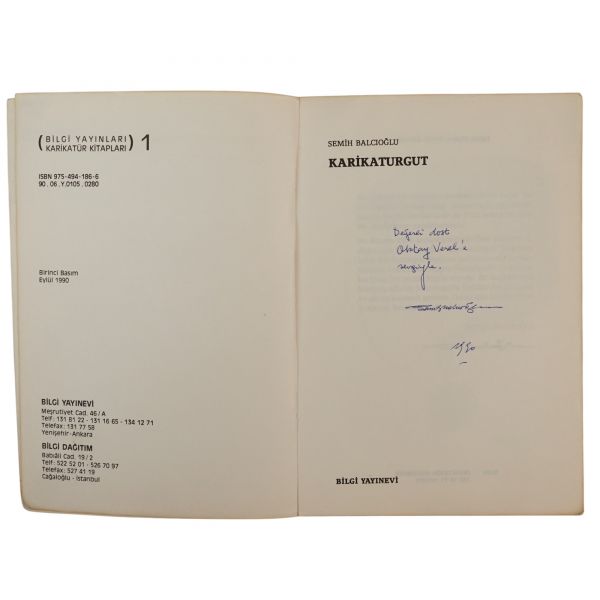 ( BİLGİ YAYINLARI
KARİKATÜR KİTAPLARI ) 1
ISBN 975-494-186-6
90 . 06 . Y.0105 . 0280
Birinci Basım
Eylül 1990
BİLGİ YAYINEVİ
Meşrutiyet Cad. 46/A
Telf: 131 81 22 - 131 16 65 - 134 12 71
Telefax: 131 77 58
Yenişehir-Ankara
BİLGİ DAĞITIM
Babıâli Cad. 19/2
Telf: 522 52 01 - 526 70 97
Telefax: 527 41 19
Cağaloğlu - İstanbul
SEMİH BALCIOĞLU
KARİKATURGUT
Değerli dost
Verel'e
sevgiyle.
1990
BİLGİ YAYINEVİ